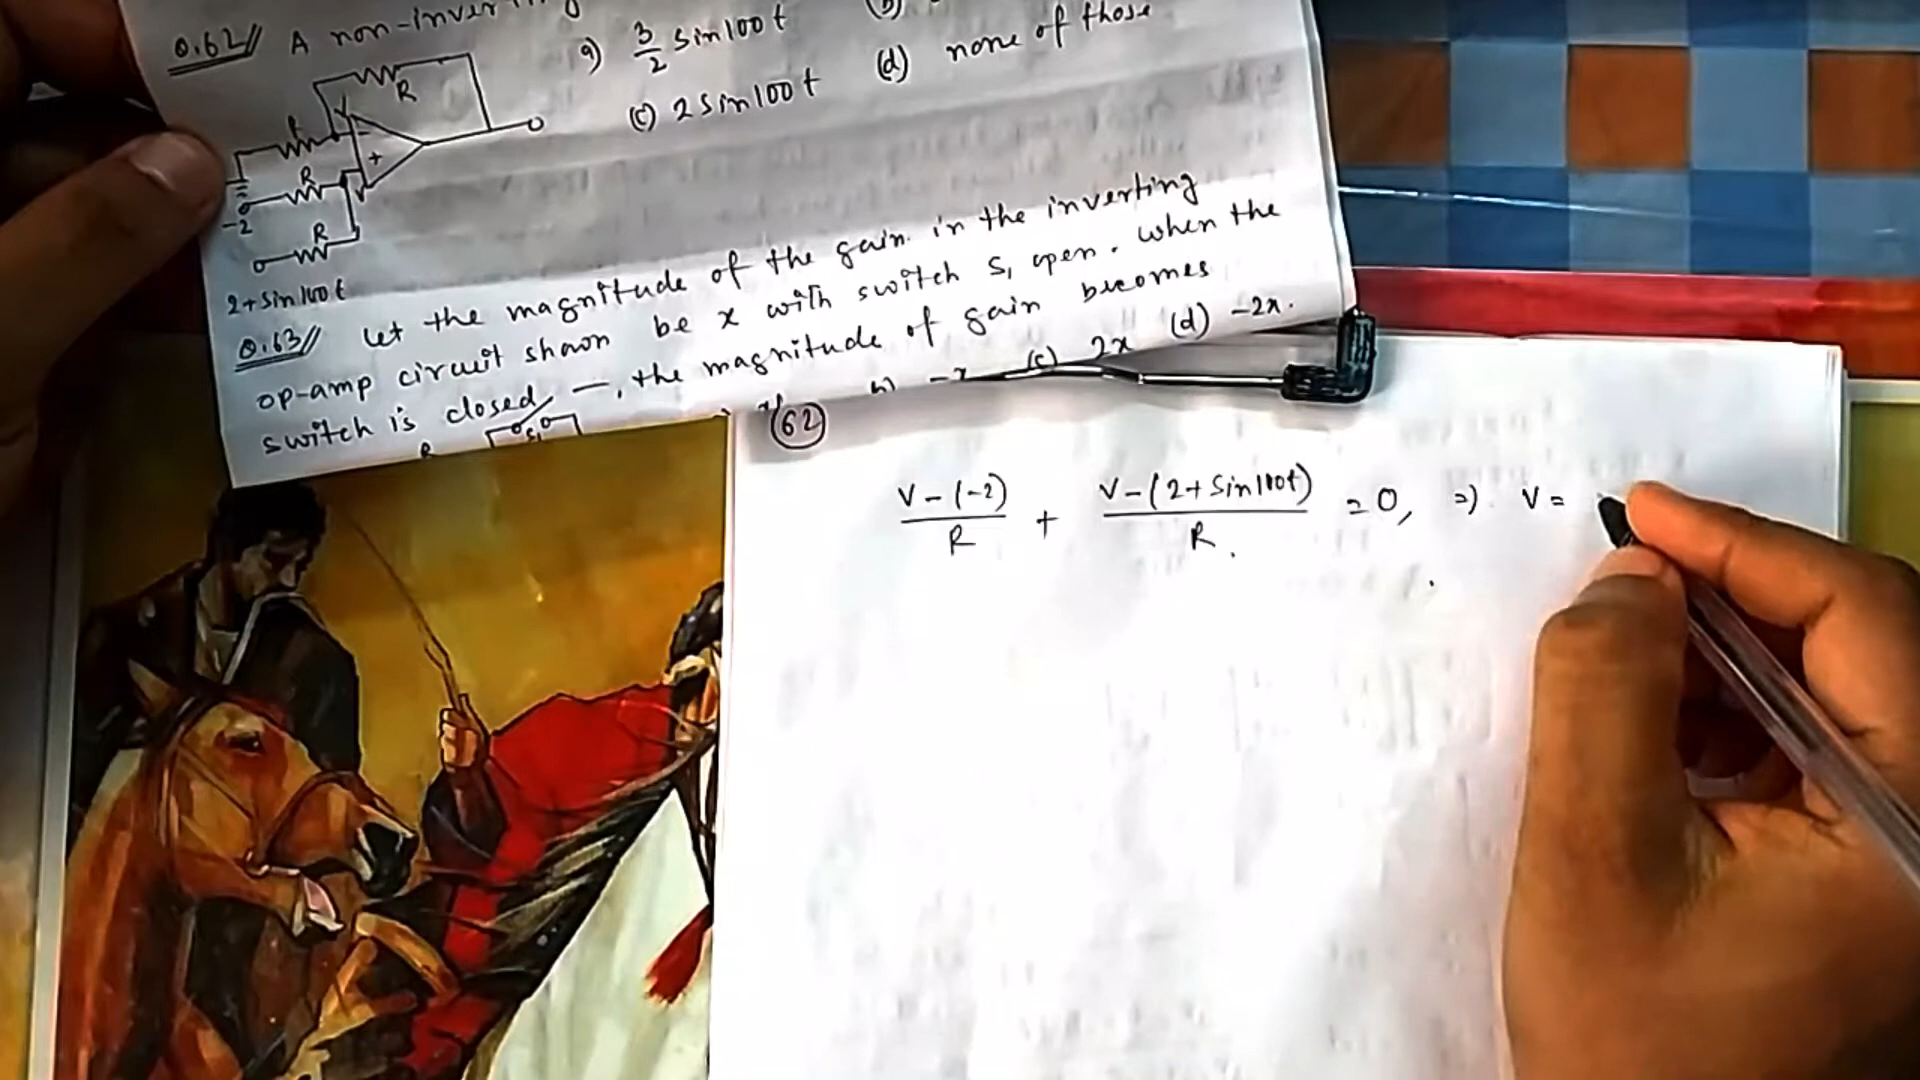 Q.62// A non-inverting
a) 3/2 sin100t (b)
(c) 2 sin100t (d) none of those
R
R
R
R
- +
-2
2+sin100t
Q.63// Let the magnitude of the gain in the inverting
op-amp circuit shown be x with switch S1 open. When the
switch is closed —, the magnitude of gain becomes
b) -x (c) 2x (d) -2x.
R S1
62
V-(-2)/R + V-(2+sin100t)/R = 0, => V =